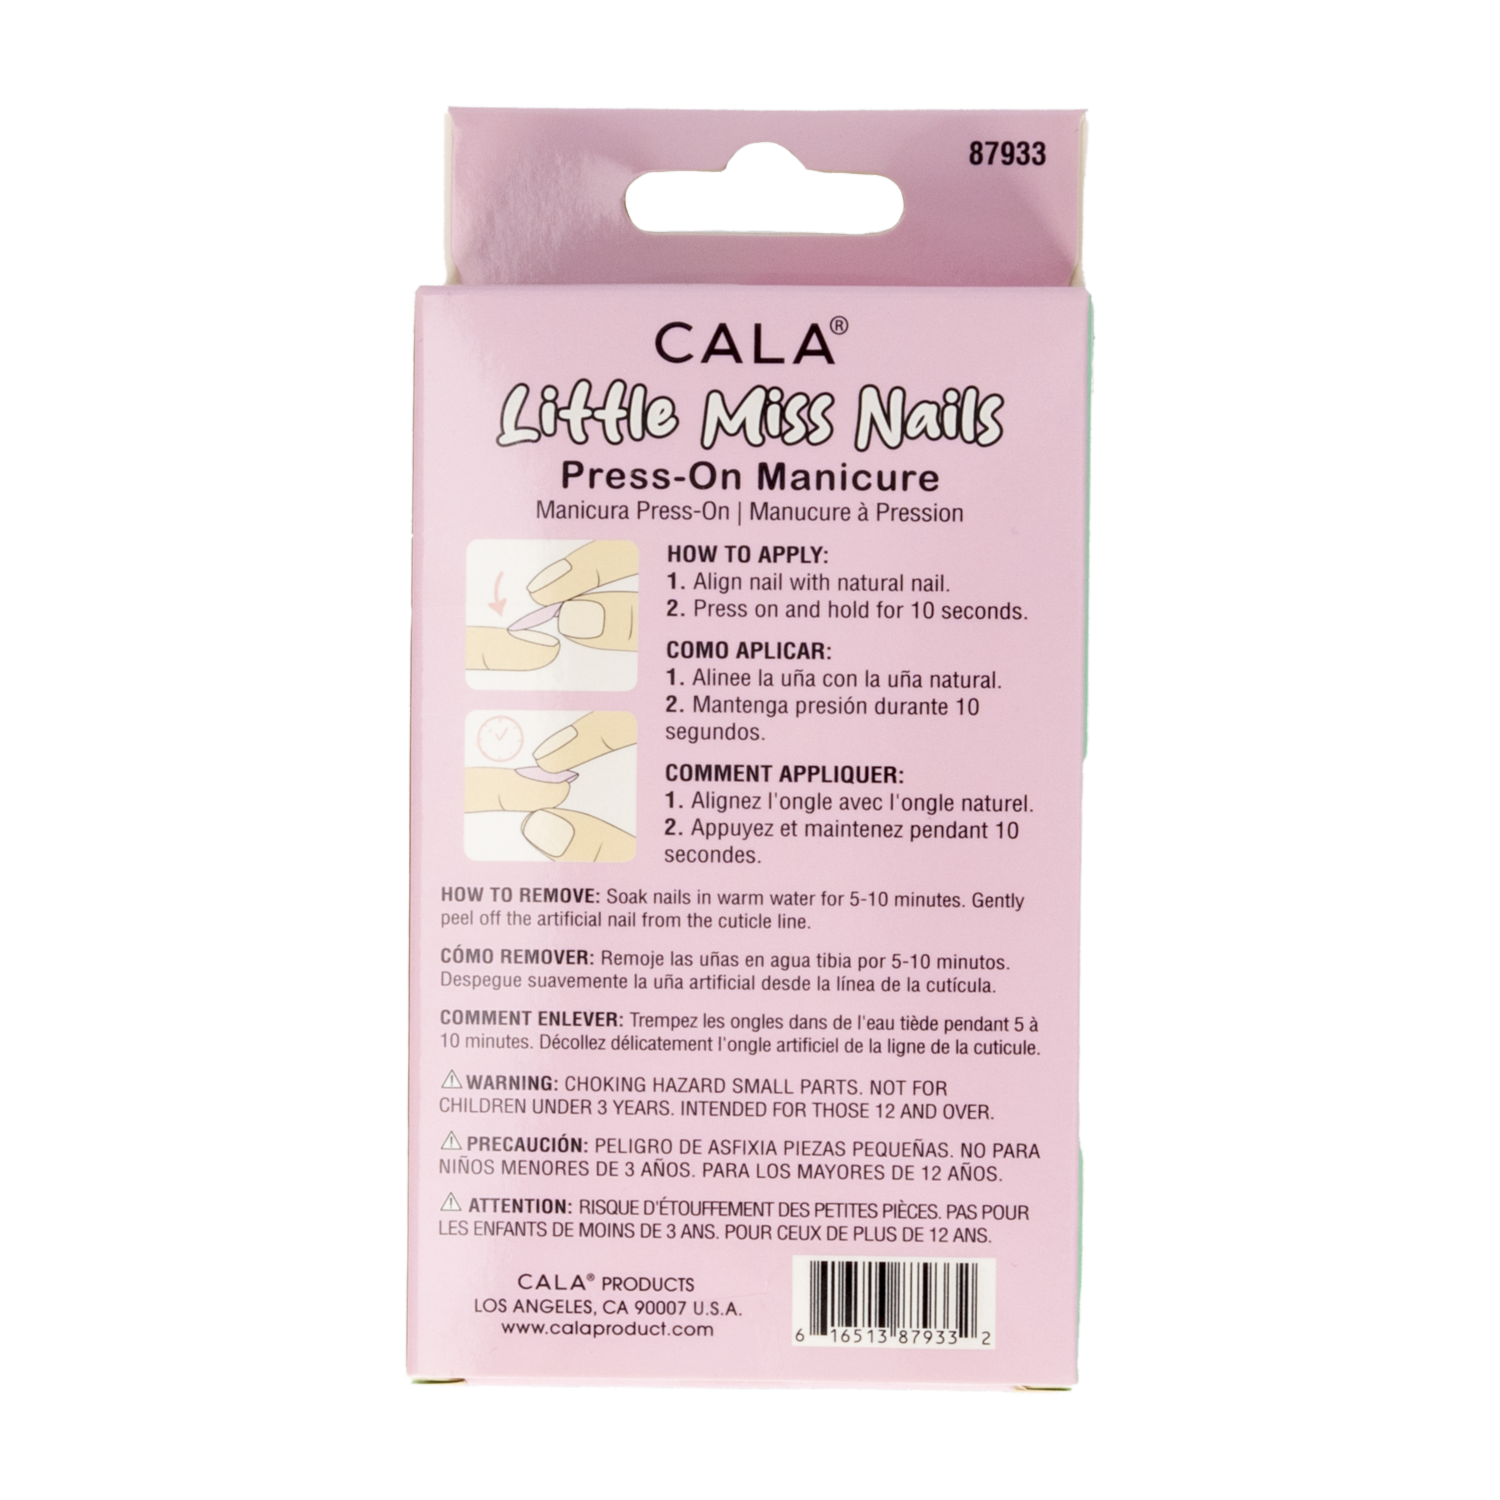 87933
CALA®
Little Miss Nails
Press-On Manicure
Manicura Press-On | Manucure à Pression
HOW TO APPLY:
1. Align nail with natural nail.
2. Press on and hold for 10 seconds.
COMO APLICAR:
1. Alinee la uña con la uña natural.
2. Mantenga presión durante 10
segundos.
COMMENT APPLIQUER:
1. Alignez l'ongle avec l'ongle naturel.
2. Appuyez et maintenez pendant 10
secondes.
HOW TO REMOVE: Soak nails in warm water for 5-10 minutes. Gently
peel off the artificial nail from the cuticle line.
CÓMO REMOVER: Remoje las uñas en agua tibia por 5-10 minutos.
Despegue suavemente la uña artificial desde la línea de la cutícula.
COMMENT ENLEVER: Trempez les ongles dans de l'eau tiède pendant 5 à
10 minutes. Décollez délicatement l'ongle artificiel de la ligne de la cuticule.
⚠ WARNING: CHOKING HAZARD SMALL PARTS. NOT FOR
CHILDREN UNDER 3 YEARS. INTENDED FOR THOSE 12 AND OVER.
⚠ PRECAUCIÓN: PELIGRO DE ASFIXIA PIEZAS PEQUEÑAS. NO PARA
NIÑOS MENORES DE 3 AÑOS. PARA LOS MAYORES DE 12 AÑOS.
⚠ ATTENTION: RISQUE D'ÉTOUFFEMENT DES PETITES PIÈCES. PAS POUR
LES ENFANTS DE MOINS DE 3 ANS. POUR CEUX DE PLUS DE 12 ANS.
CALA® PRODUCTS
LOS ANGELES, CA 90007 U.S.A.
www.calaproduct.com
6 16513 87933 2